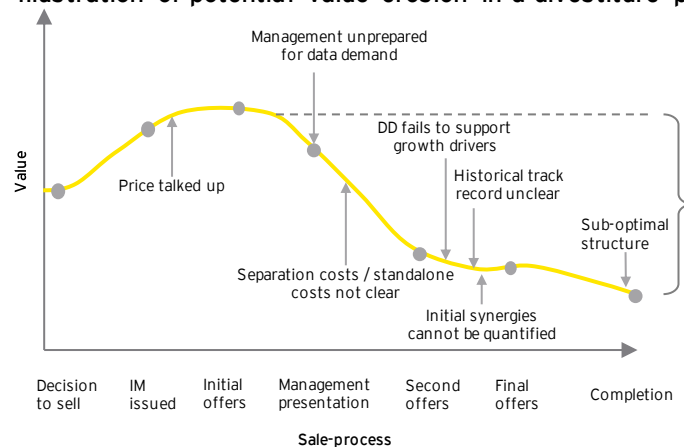 illustration of potential value erosion in a divestiture p
Management unprepared
for data demand
DD fails to support
growth drivers
Historical track
record unclear
Price talked up
Sub-optimal
structure
Separation costs / standalone
costs not clear
Initial synergies
cannot be quantified
Value
Decision
to sell
IM
issued
Initial
offers
Management
presentation
Second
offers
Final
offers
Completion
Sale-process